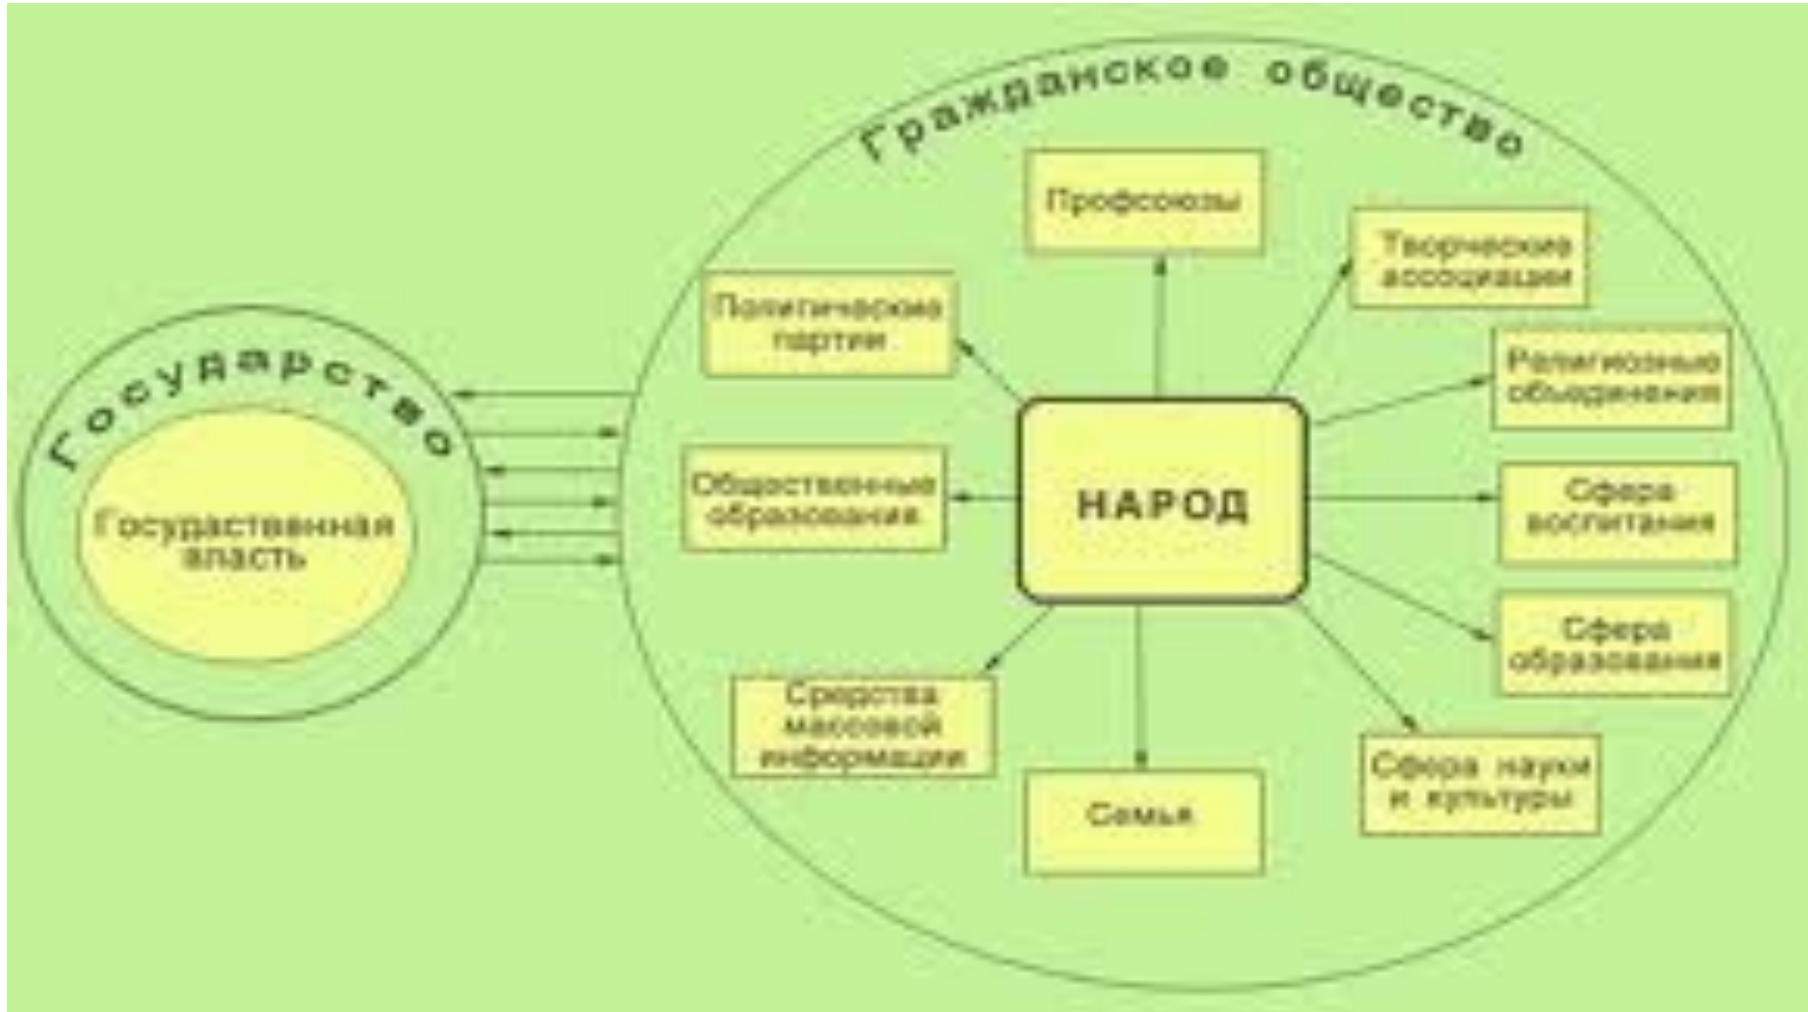 Гражданское общество
Профсоюзы
Творческие
ассоциации
Политические
партии
Религиозные
объединения
Государство
Государственная
власть
Общественные
образования
НАРОД
Сфера
воспитания
Сфера
образования
Средства
массовой
информации
Семья
Сфера науки
и культуры